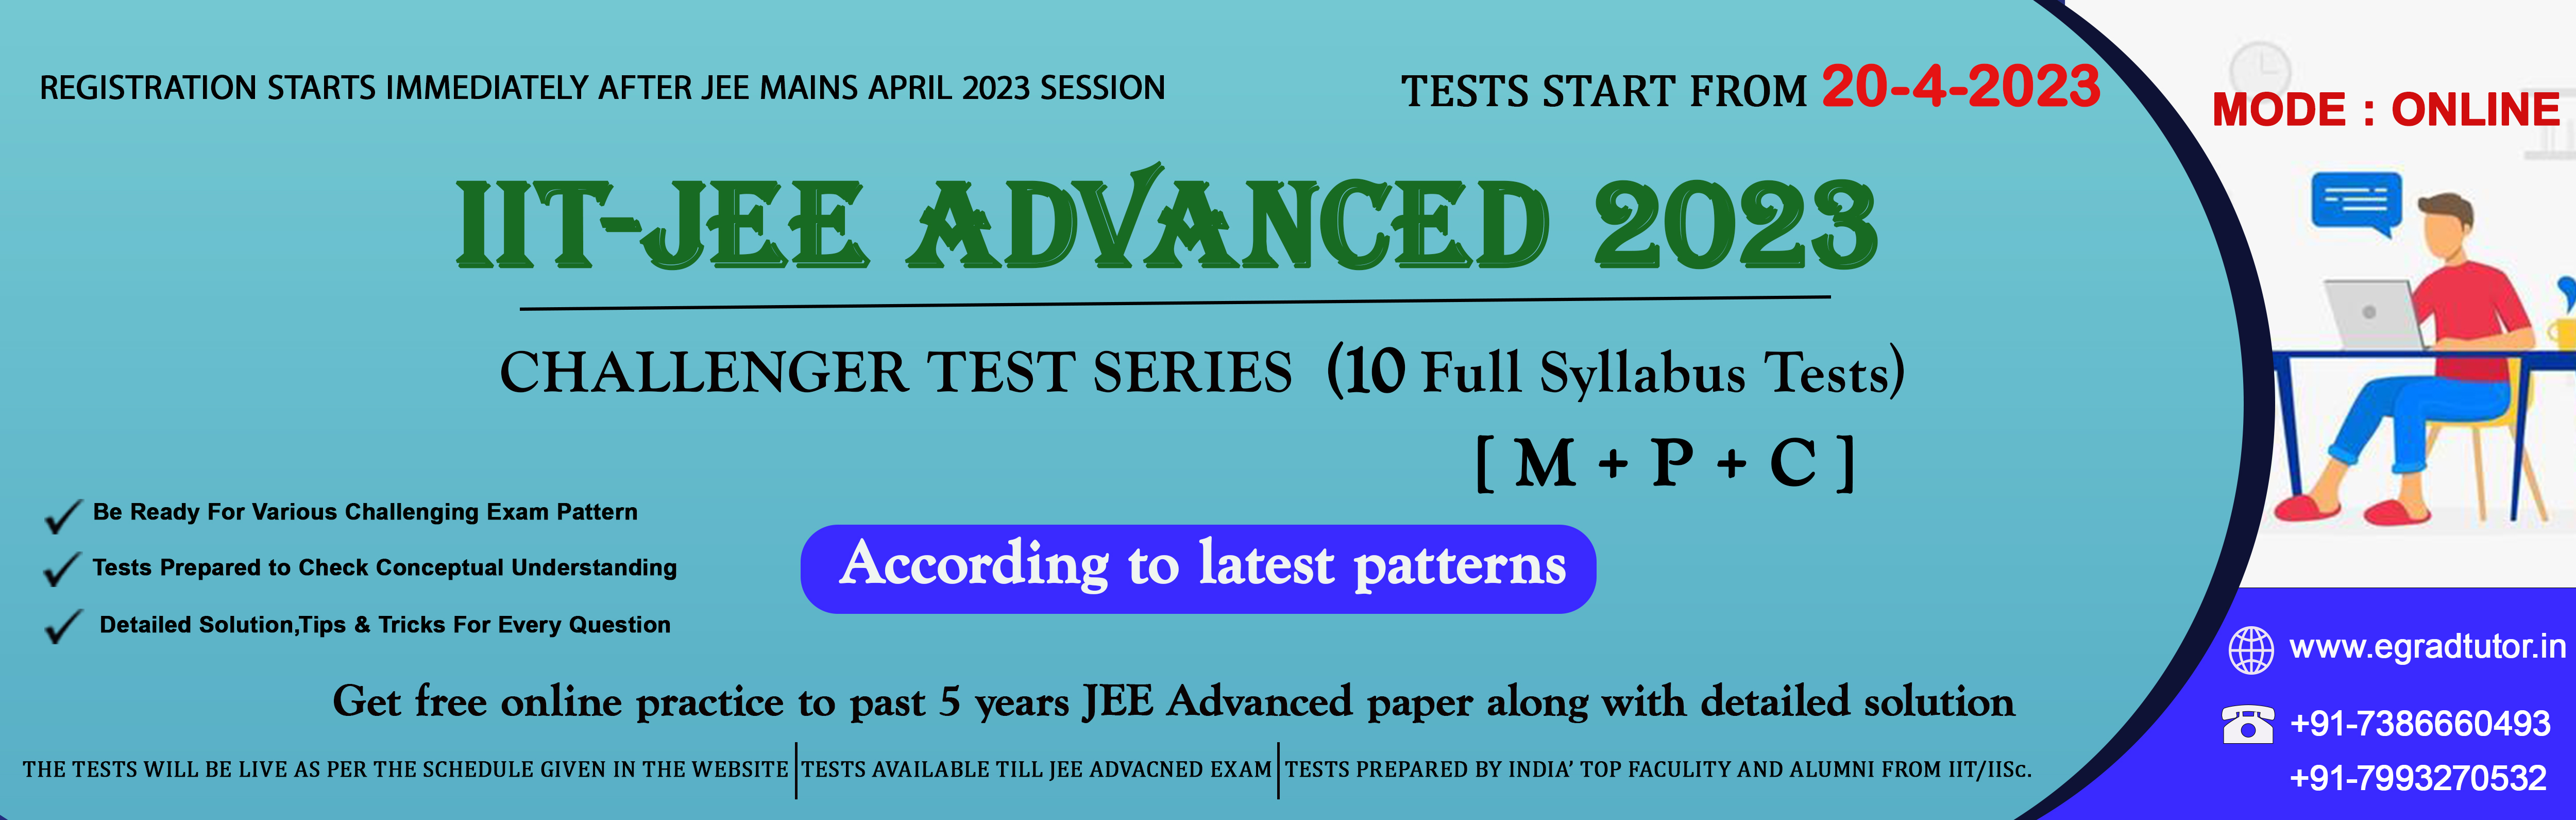 REGISTRATION STARTS IMMEDIATELY AFTER JEE MAINS APRIL 2023 SESSION
TESTS START FROM 20-4-2023
MODE : ONLINE
IIT-JEE ADVANCED 2023
CHALLENGER TEST SERIES (10 Full Syllabus Tests)
[ M + P + C ]
Be Ready For Various Challenging Exam Pattern
Tests Prepared to Check Conceptual Understanding
Detailed Solution,Tips & Tricks For Every Question
According to latest patterns
Get free online practice to past 5 years JEE Advanced paper along with detailed solution
THE TESTS WILL BE LIVE AS PER THE SCHEDULE GIVEN IN THE WEBSITE
TESTS AVAILABLE TILL JEE ADVACNED EXAM
TESTS PREPARED BY INDIA’ TOP FACULITY AND ALUMNI FROM IIT/IISc.
www.egradtutor.in
+91-7386660493
+91-7993270532